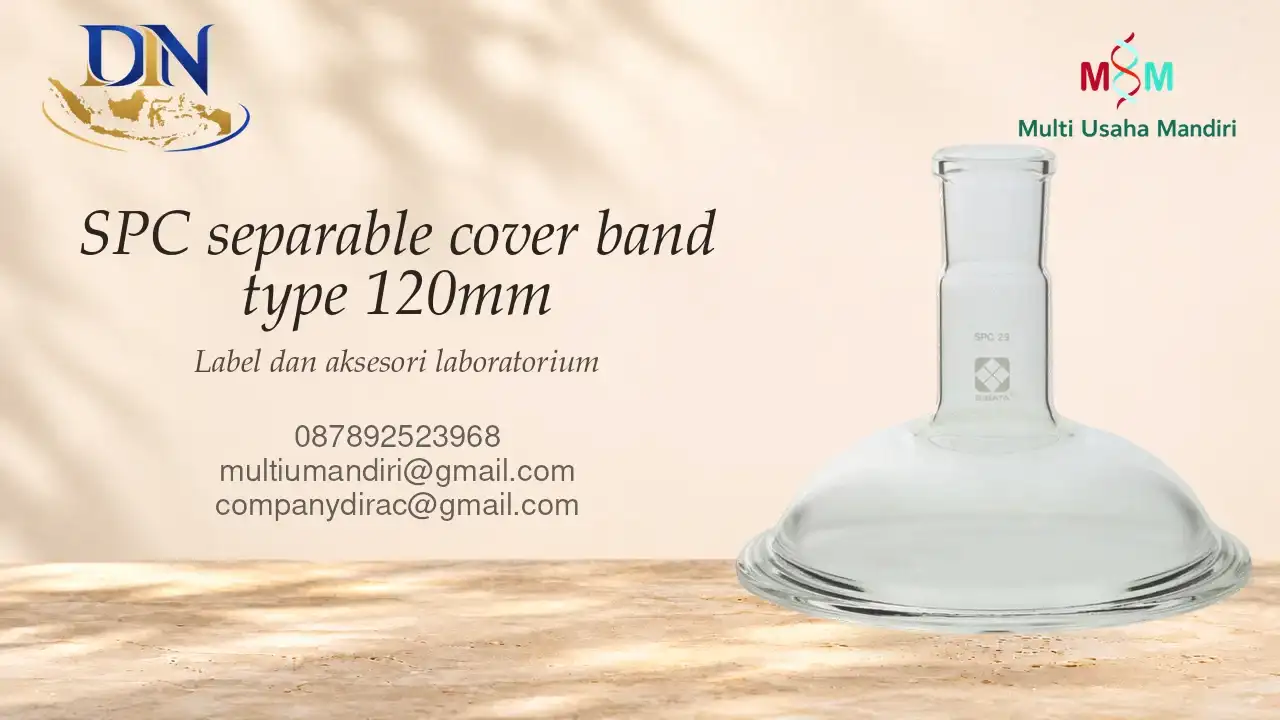 DIN
MSM
Multi Usaha Mandiri
SPC separable cover band
type 120mm
Label dan aksesori laboratorium
087892523968
multiumandiri@gmail.com
companydirac@gmail.com
SPC 29